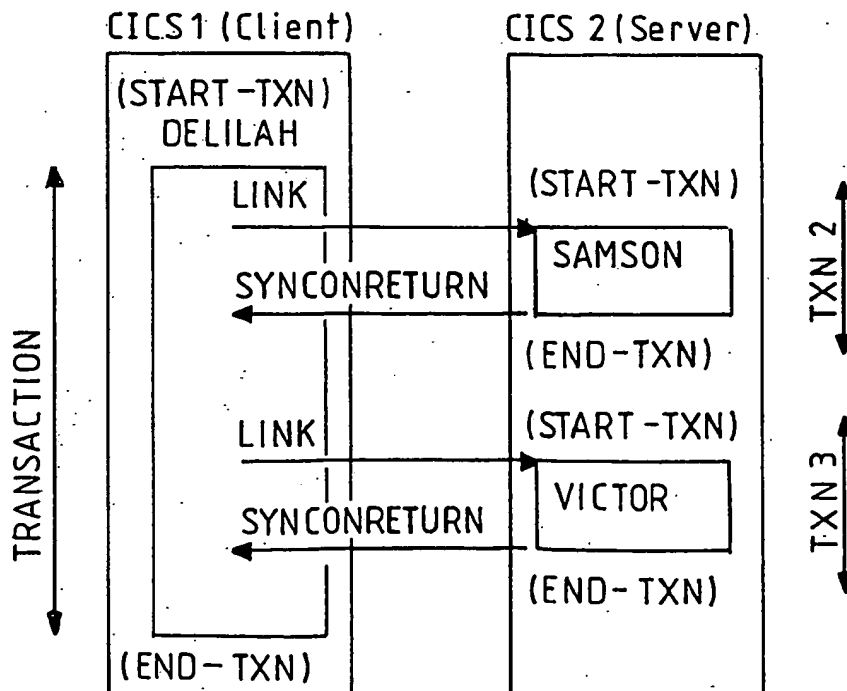 CICS1 (Client)
CICS 2 (Server)
(START-TXN)
DELILAH
LINK
SYNCONRETURN
LINK
SYNCONRETURN
(END-TXN)
(START-TXN)
SAMSON
(END-TXN)
(START-TXN)
VICTOR
(END-TXN)
TRANSACTION
TXN 2
TXN 3